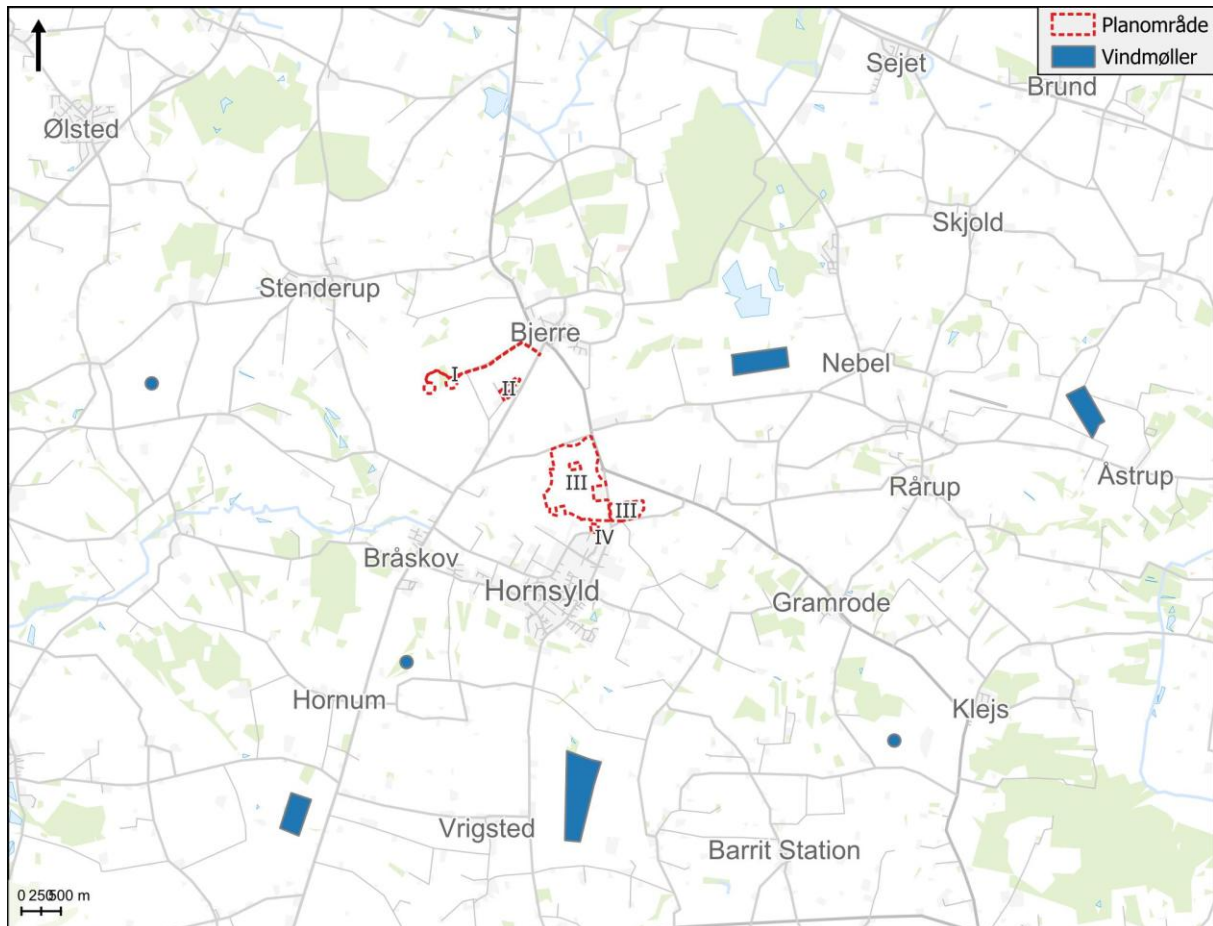 Planområde
Vindmøller
Sejet
Brund
Ølsted
Skjold
Stenderup
Bjerre
Nebel
I
II
Åstrup
III
Rårup
III
IV
Bråskov
Hornsyld
Gramrode
Hornum
Klejs
Vrigsted
Barrit Station
0 250 500 m